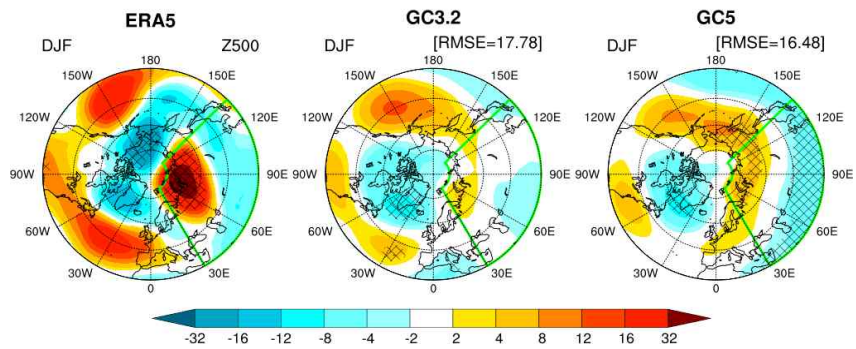 ERA5
DJF
Z500
180
150W
150E
120W
120E
90W
90E
60W
60E
30W
30E
0
GC3.2
DJF
[RMSE=17.78]
180
150W
150E
120W
120E
90W
90E
60W
60E
30W
30E
0
GC5
DJF
[RMSE=16.48]
180
150W
150E
120W
120E
90W
90E
60W
60E
30W
30E
0
-32 -16 -12 -8 -4 -2 2 4 8 12 16 32